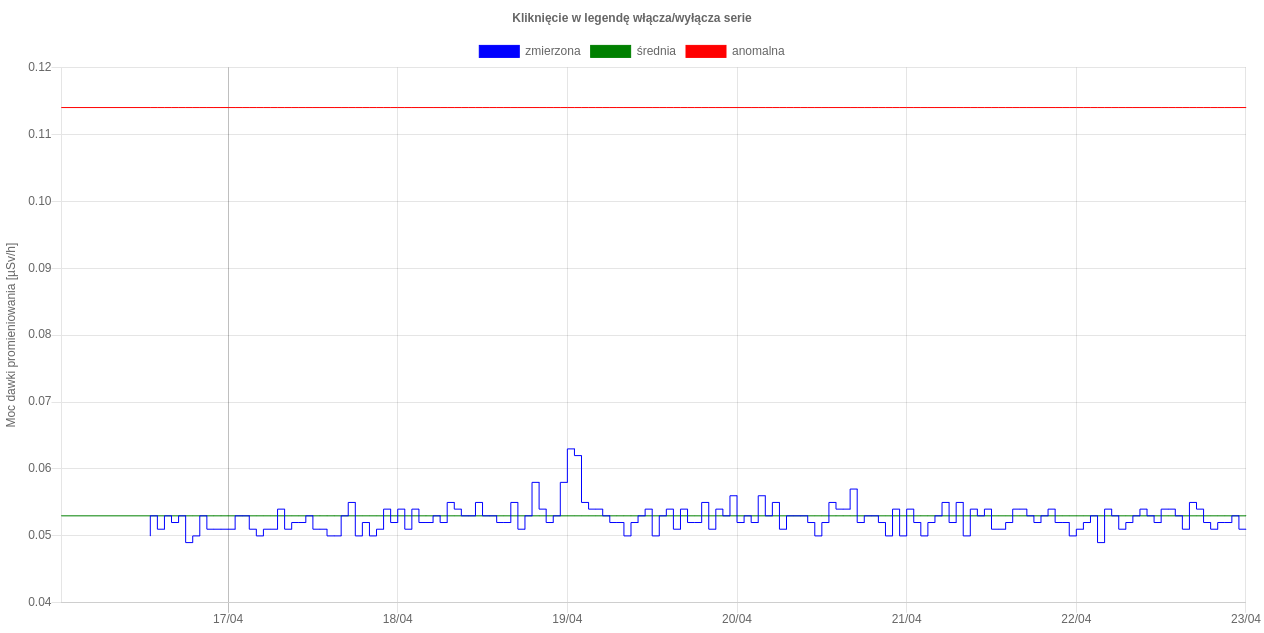 Kliknięcie w legendę włącza/wyłącza serie
zmierzona średnia anomalna
Moc dawki promieniowania [µSv/h]
0.12
0.11
0.10
0.09
0.08
0.07
0.06
0.05
0.04
17/04 18/04 19/04 20/04 21/04 22/04 23/04